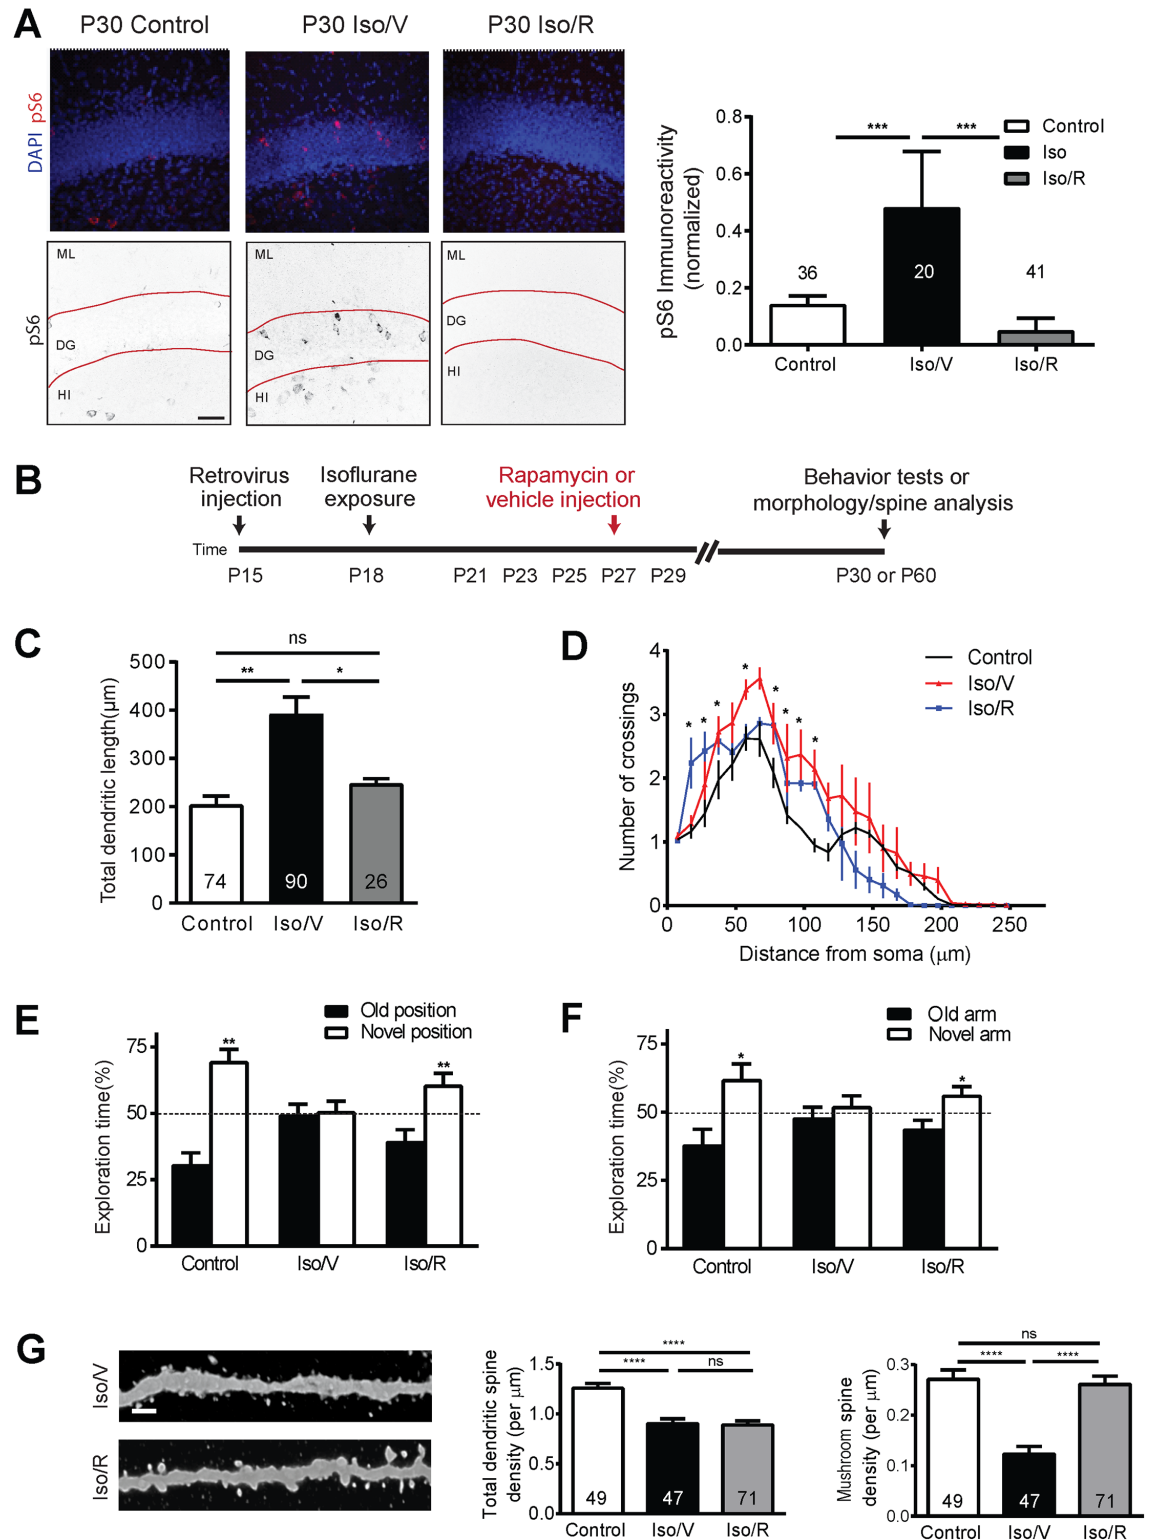 A
P30 Control
P30 Iso/V
P30 Iso/R
DAPI pS6
pS6
ML
DG
HI
ML
DG
HI
ML
DG
HI
pS6 Immunoreactivity
(normalized)
0.8
0.6
0.4
0.2
0.0
***
***
36
20
41
Control
Iso/V
Iso/R
Control
Iso
Iso/R
B
Retrovirus
injection
Isoflurane
exposure
Rapamycin or
vehicle injection
Behavior tests or
morphology/spine analysis
Time
P15
P18
P21
P23
P25
P27
P29
P30 or P60
C
Total dendritic length(μm)
500
400
300
200
100
0
ns
**
*
74
90
26
Control
Iso/V
Iso/R
D
Number of crossings
4
3
2
1
0
* * * * * * * *
Control
Iso/V
Iso/R
0
50
100
150
200
250
Distance from soma (μm)
E
Old position
Novel position
Exploration time(%)
75
50
25
0
**
**
Control
Iso/V
Iso/R
F
Old arm
Novel arm
Exploration time(%)
75
50
25
0
*
*
Control
Iso/V
Iso/R
G
Iso/V
Iso/R
Total dendritic spine
density (per μm)
1.5
1.0
0.5
0.0
****
****
ns
49
47
71
Control
Iso/V
Iso/R
Mushroom spine
density (per μm)
0.3
0.2
0.1
0.0
ns
****
****
49
47
71
Control
Iso/V
Iso/R